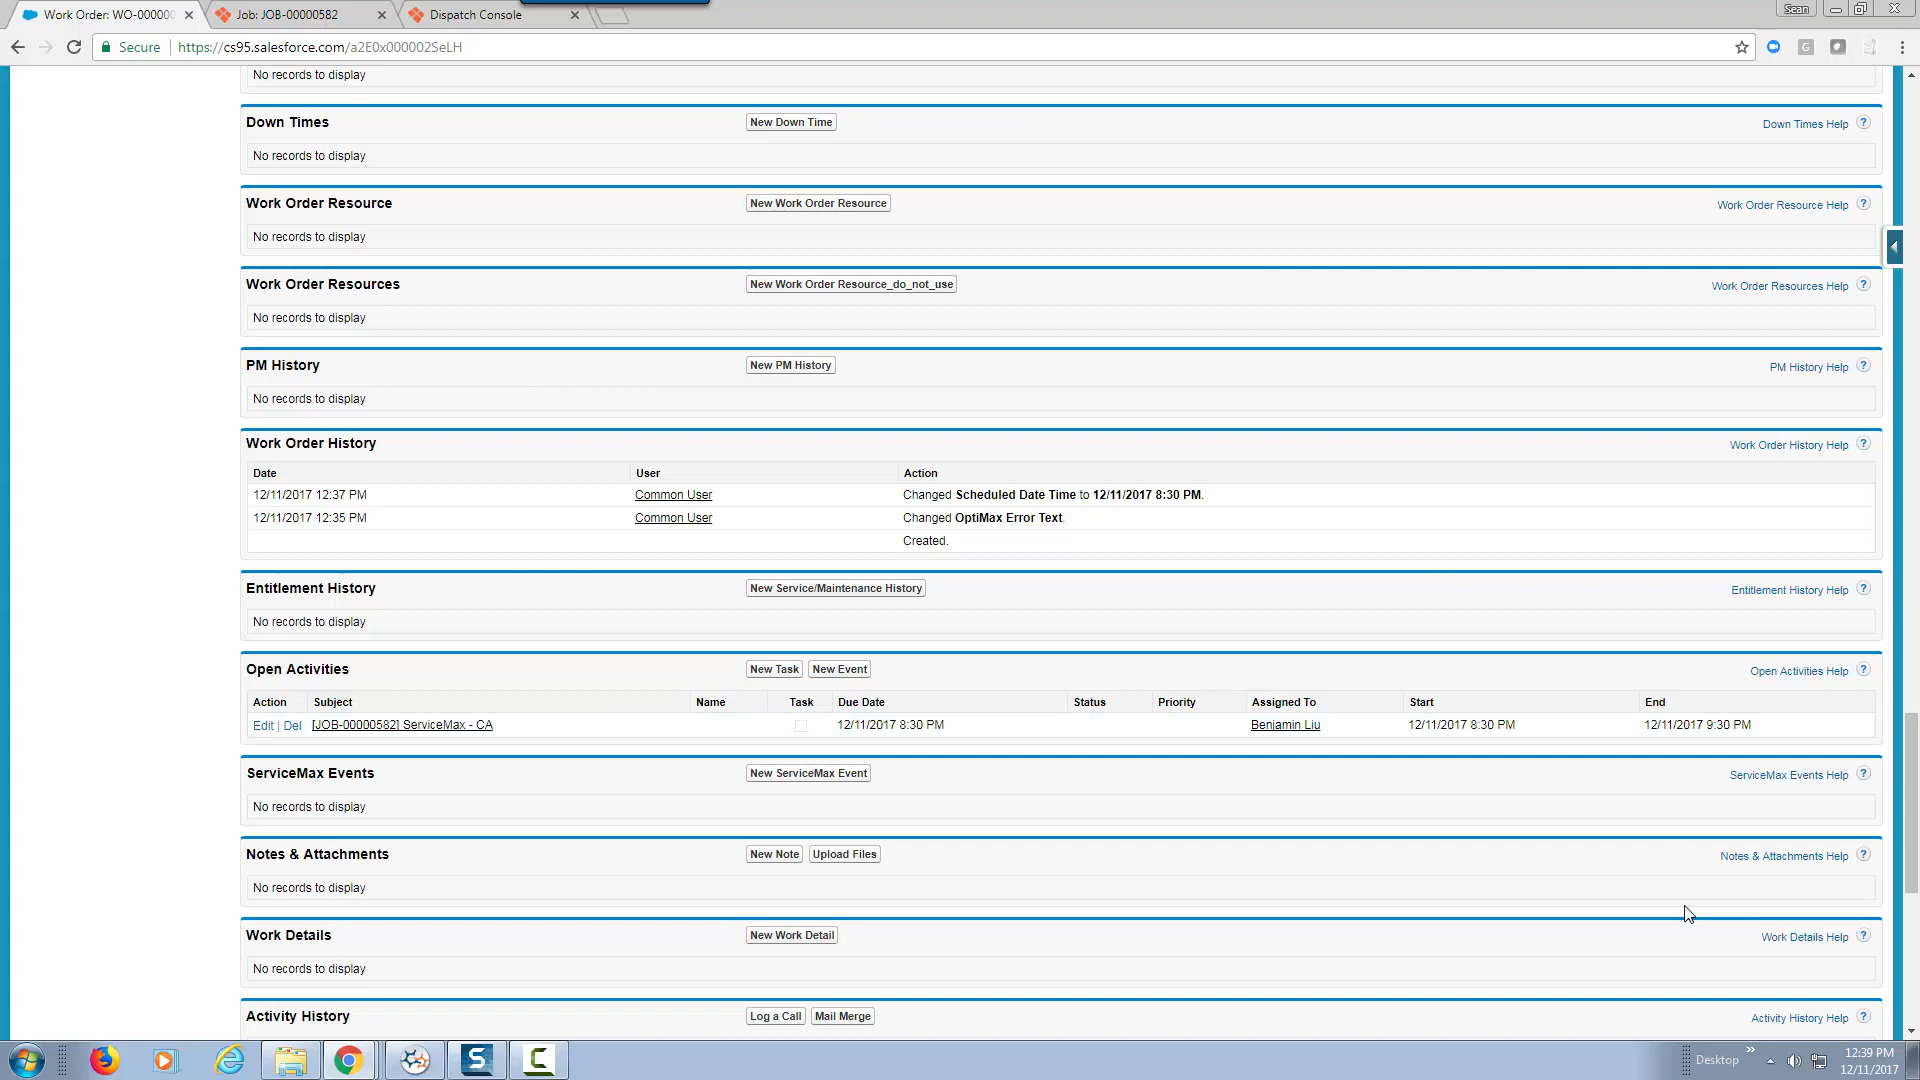 Work Order: WO-00000
Job: JOB-00000582
Dispatch Console
Sean
Secure
https://cs95.salesforce.com/a2E0x000002SeLH
No records to display
Down Times
New Down Time
Down Times Help ?
No records to display
Work Order Resource
New Work Order Resource
Work Order Resource Help ?
No records to display
Work Order Resources
New Work Order Resource_do_not_use
Work Order Resources Help ?
No records to display
PM History
New PM History
PM History Help ?
No records to display
Work Order History
Work Order History Help ?
Date User Action
12/11/2017 12:37 PM Common User Changed Scheduled Date Time to 12/11/2017 8:30 PM.
12/11/2017 12:35 PM Common User Changed OptiMax Error Text.
Created.
Entitlement History
New Service/Maintenance History
Entitlement History Help ?
No records to display
Open Activities
New Task New Event
Open Activities Help ?
Action Subject Name Task Due Date Status Priority Assigned To Start End
Edit | Del [JOB-00000582] ServiceMax - CA 12/11/2017 8:30 PM Benjamin Liu 12/11/2017 8:30 PM 12/11/2017 9:30 PM
ServiceMax Events
New ServiceMax Event
ServiceMax Events Help ?
No records to display
Notes & Attachments
New Note Upload Files
Notes & Attachments Help ?
No records to display
Work Details
New Work Detail
Work Details Help ?
No records to display
Activity History
Log a Call Mail Merge
Activity History Help ?
Desktop
12:39 PM
12/11/2017